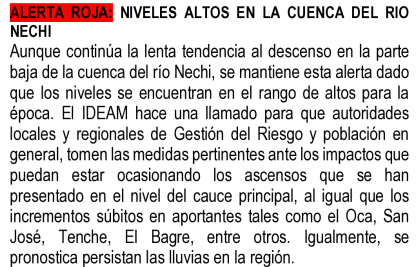 ALERTA ROJA: NIVELES ALTOS EN LA CUENCA DEL RIO
NECHI
Aunque continúa la lenta tendencia al descenso en la parte
baja de la cuenca del río Nechi, se mantiene esta alerta dado
que los niveles se encuentran en el rango de altos para la
época. El IDEAM hace una llamado para que autoridades
locales y regionales de Gestión del Riesgo y población en
general, tomen las medidas pertinentes ante los impactos que
puedan estar ocasionando los ascensos que se han
presentado en el nivel del cauce principal, al igual que los
incrementos súbitos en aportantes tales como el Oca, San
José, Tenche, El Bagre, entre otros. Igualmente, se
pronostica persistan las lluvias en la región.